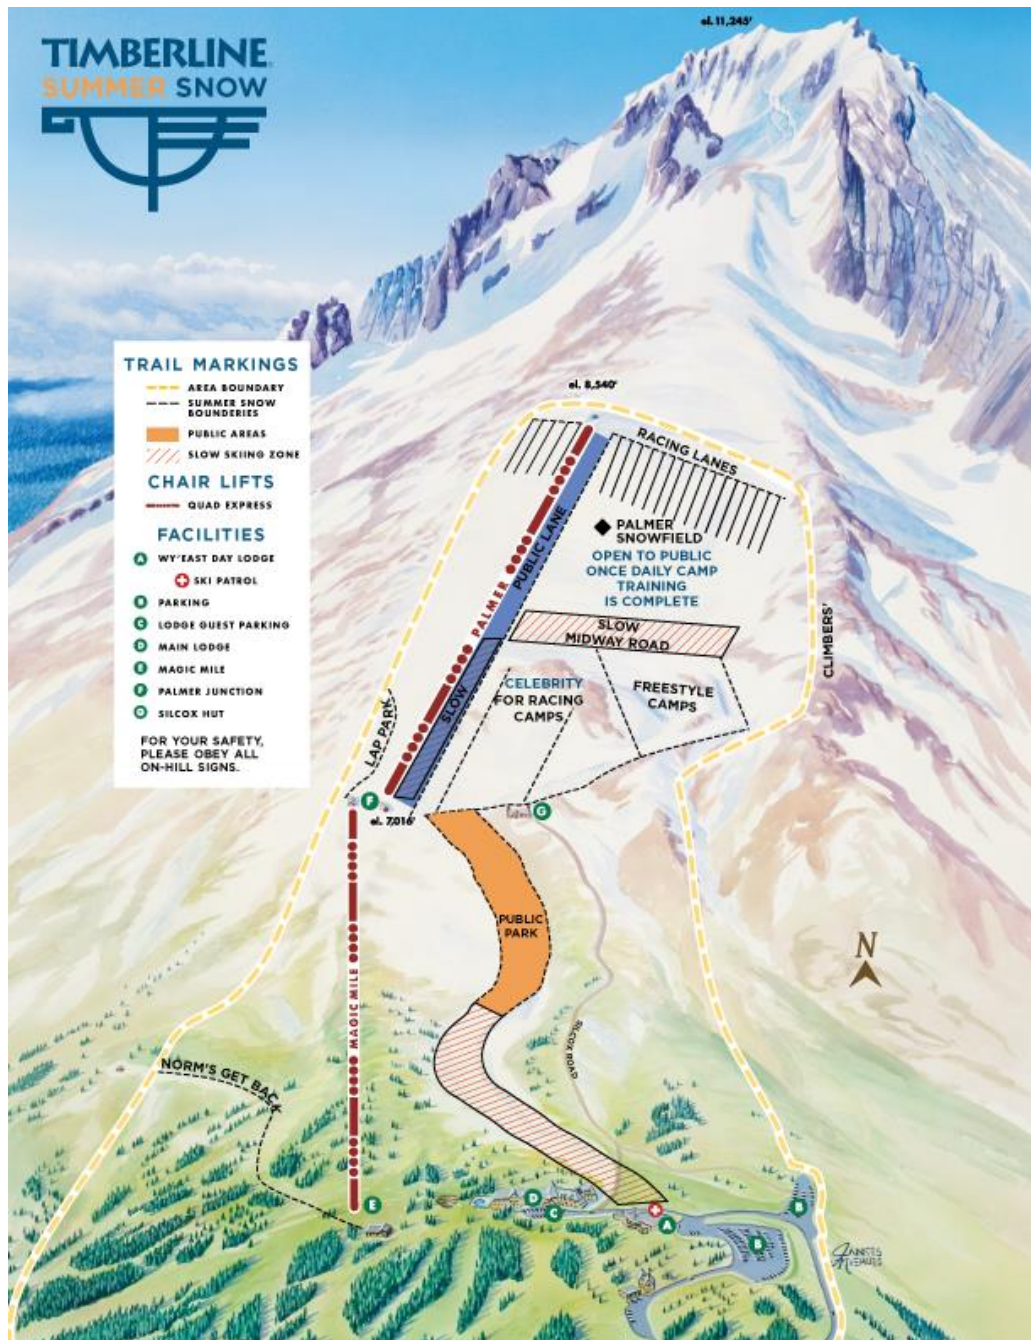 el. 11,245'
TIMBERLINE
SUMMER SNOW
TRAIL MARKINGS
AREA BOUNDARY
SUMMER SNOW
BOUNDERIES
PUBLIC AREAS
SLOW SKIING ZONE
CHAIR LIFTS
QUAD EXPRESS
FACILITIES
A WY'EAST DAY LODGE
SKI PATROL
B PARKING
C LODGE GUEST PARKING
D MAIN LODGE
E MAGIC MILE
F PALMER JUNCTION
G SILCOX HUT
FOR YOUR SAFETY,
PLEASE OBEY ALL
ON-HILL SIGNS.
el. 8,540'
RACING LANES
PUBLIC LANE
PALMER
PALMER
SNOWFIELD
OPEN TO PUBLIC
ONCE DAILY CAMP
TRAINING
IS COMPLETE
SLOW
MIDWAY ROAD
CLIMBERS'
SLOW
CELEBRITY
FOR RACING
CAMPS
FREESTYLE
CAMPS
LAP PARK
F
el. 7,016'
G
PUBLIC
PARK
N
MAGIC MILE
SILCOX ROAD
NORM'S GET BACK
E
D
C
A
B
B